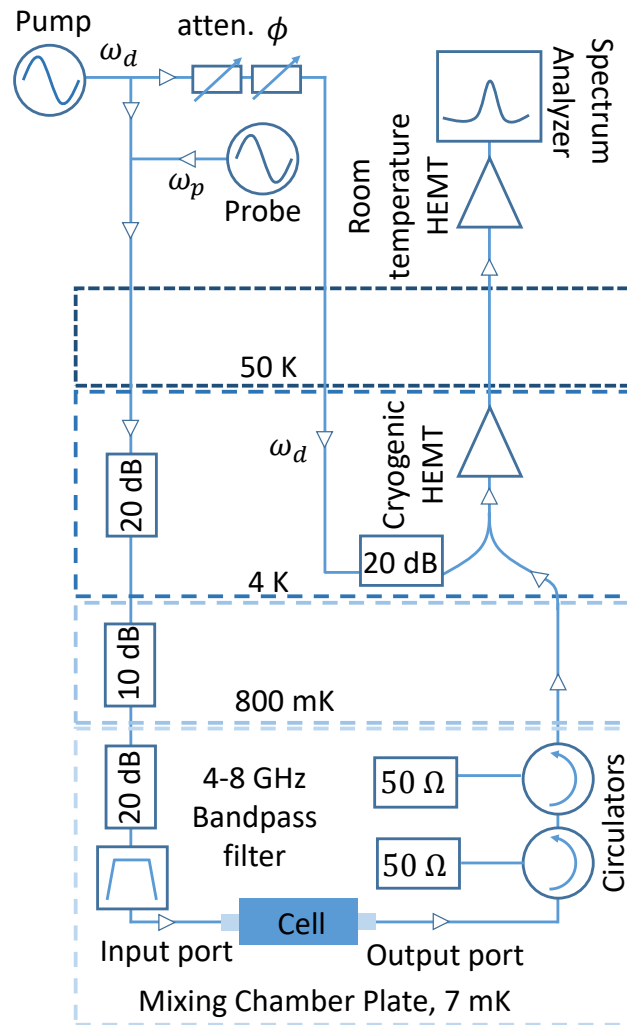 Pump
ω_d
atten. ϕ
Spectrum
Analyzer
ω_p
Probe
Room
temperature
HEMT
50 K
ω_d
Cryogenic
HEMT
20 dB
20 dB
4 K
10 dB
800 mK
20 dB
4-8 GHz
Bandpass
filter
50 Ω
50 Ω
Circulators
Cell
Input port
Output port
Mixing Chamber Plate, 7 mK